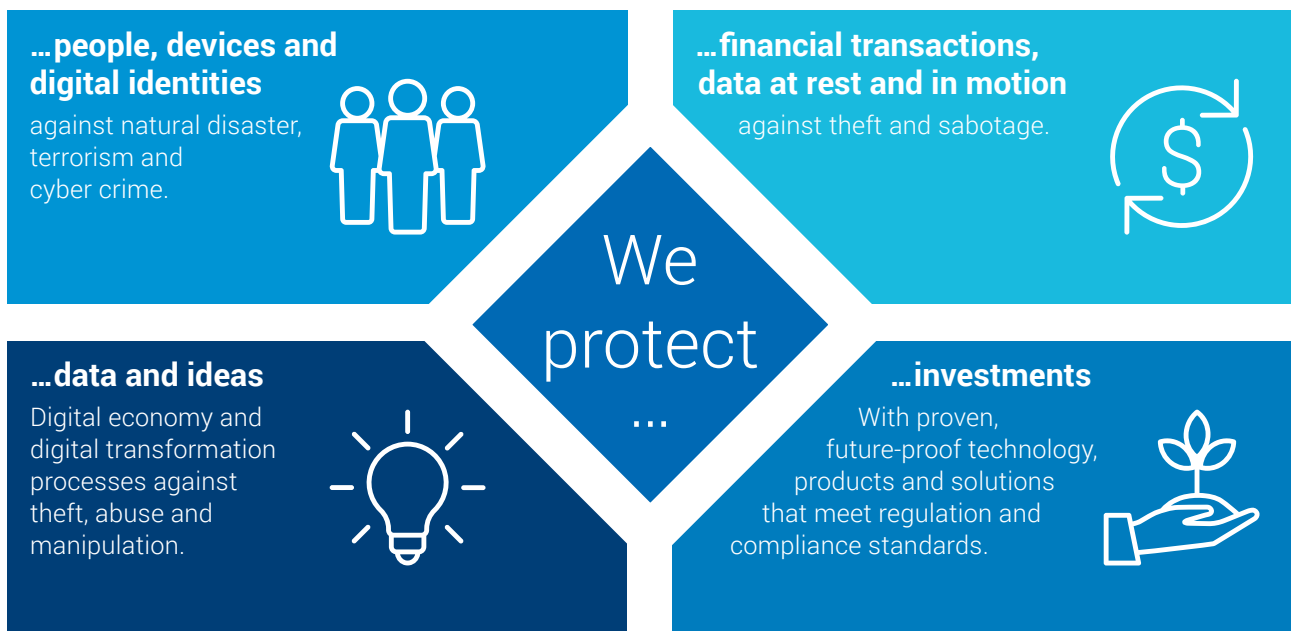 We
protect
...
...people, devices and
digital identities
against natural disaster,
terrorism and
cyber crime.
...financial transactions,
data at rest and in motion
against theft and sabotage.
...data and ideas
Digital economy and
digital transformation
processes against
theft, abuse and
manipulation.
...investments
With proven,
future-proof technology,
products and solutions
that meet regulation and
compliance standards.